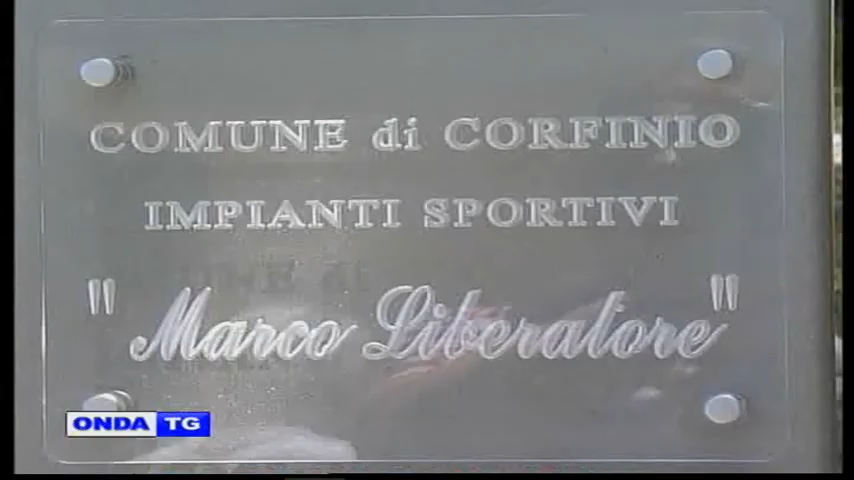 COMUNE di CORFINIO
IMPIANTI SPORTIVI
"Marco Liberatore"
ONDA TG